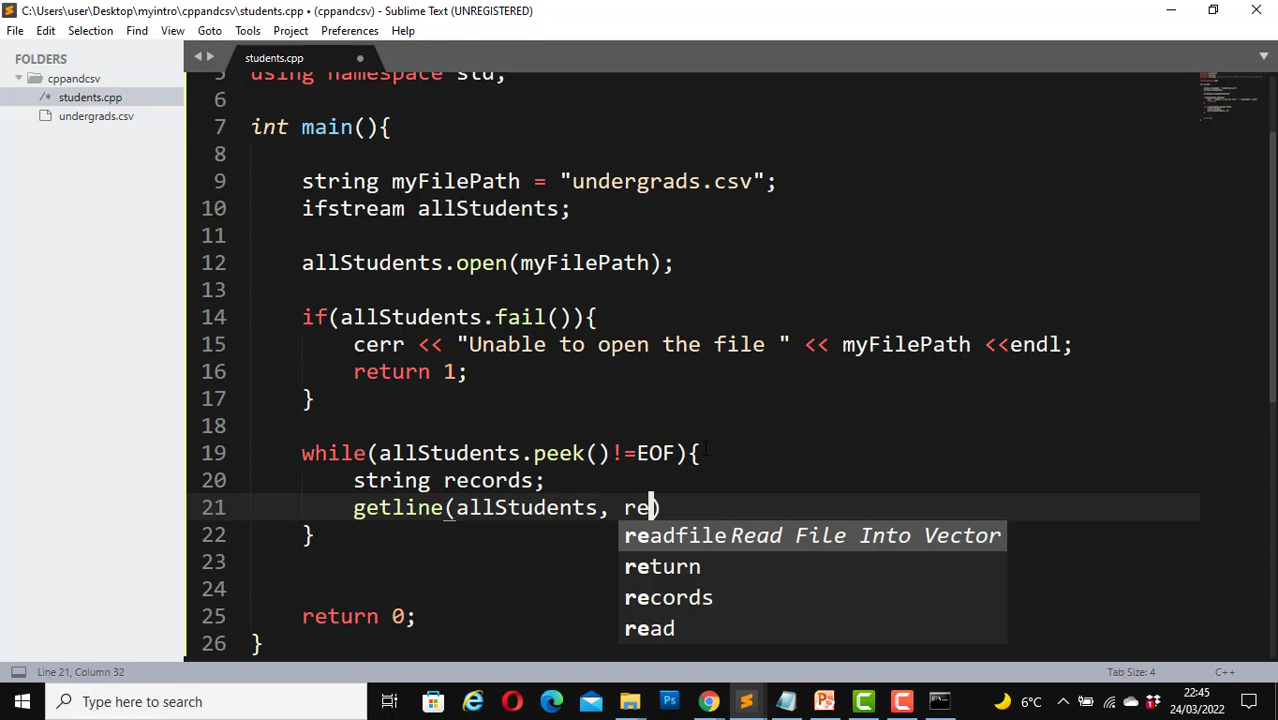 C:\Users\user\Desktop\myintro\cppandcsv\students.cpp • (cppandcsv) - Sublime Text (UNREGISTERED)
File Edit Selection Find View Goto Tools Project Preferences Help
FOLDERS
cppandcsv
/* students.cpp
undergrads.csv
students.cpp
5 using namespace std;
6
7 int main(){
8
9 string myFilePath = "undergrads.csv";
10 ifstream allStudents;
11
12 allStudents.open(myFilePath);
13
14 if(allStudents.fail()){
15 cerr << "Unable to open the file " << myFilePath <<endl;
16 return 1;
17 }
18
19 while(allStudents.peek()!=EOF){
20 string records;
21 getline(allStudents, re)
22 }
23
24
25 return 0;
26 }
readfile Read File Into Vector
return
records
read
Line 21, Column 32
Tab Size: 4
C++
Type here to search
6°C
22:45
24/03/2022